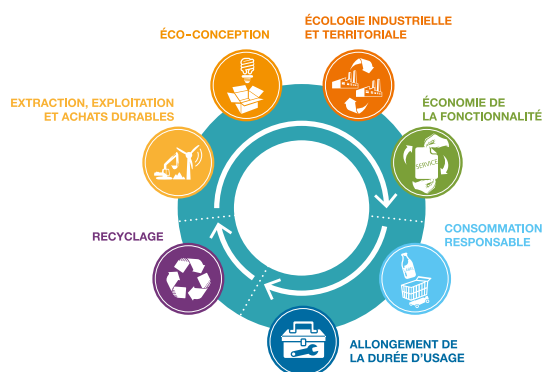 ÉCO-CONCEPTION
ÉCOLOGIE INDUSTRIELLE
ET TERRITORIALE
EXTRACTION, EXPLOITATION
ET ACHATS DURABLES
ÉCONOMIE DE
LA FONCTIONNALITÉ
SERVICE
RECYCLAGE
CONSOMMATION
RESPONSABLE
ALLONGEMENT DE
LA DURÉE D'USAGE